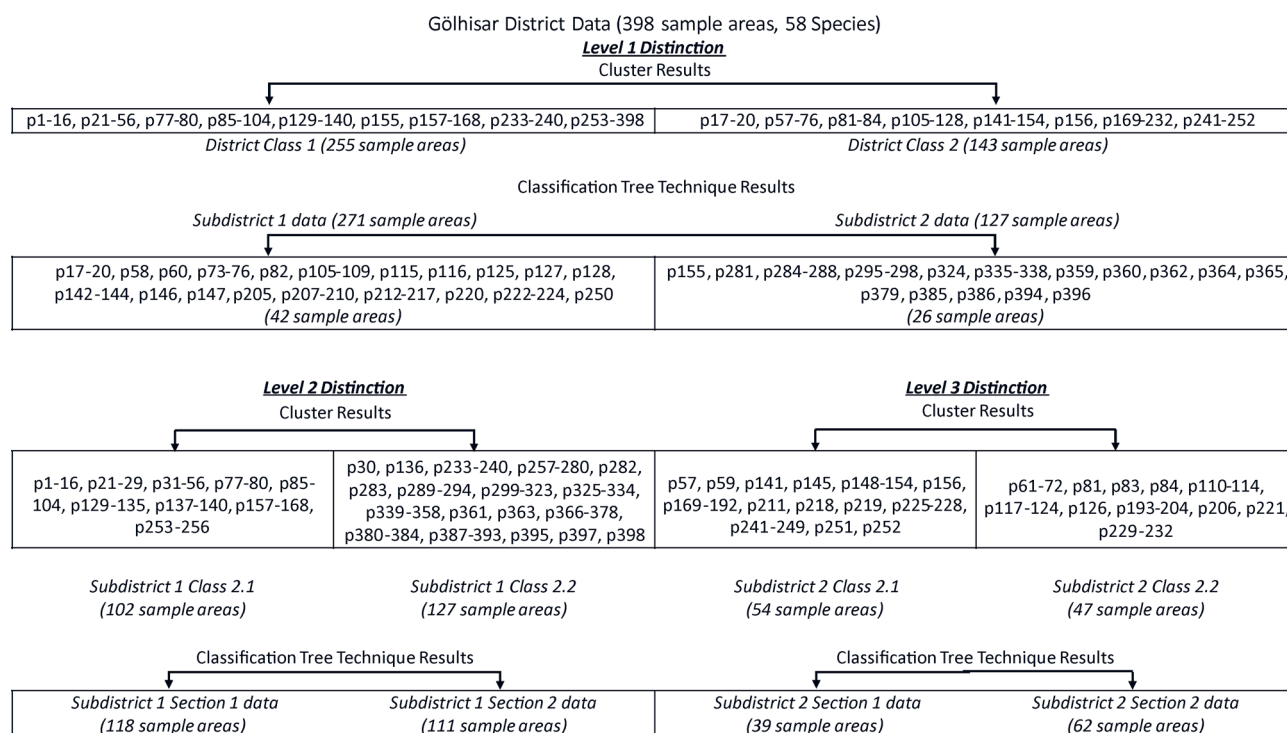 Gölhisar District Data (398 sample areas, 58 Species)
Level 1 Distinction
Cluster Results
p1-16, p21-56, p77-80, p85-104,p129-140, p155, p157-168, p233-240, p253-398
p17-20, p57-76, p81-84, p105-128, p141-154, p156, p169-232, p241-252
District Class 1 (255 sample areas)
District Class 2 (143 sample areas)
Classification Tree Technique Results
Subdistrict 1 data (271 sample areas)
Subdistrict 2 data (127 sample areas)
p17-20, p58, p60, p73-76, p82, p105-109, p115, p116, p125, p127, p128,
p142-144, p146, p147, p205, p207-210, p212-217, p220, p222-224, p250
(42 sample areas)
p155, p281, p284-288, p295-298, p324, p335-338, p359, p360, p362, p364, p365,
p379, p385, p386, p394, p396
(26 sample areas)
Level 2 Distinction
Cluster Results
p1-16, p21-29, p31-56, p77-80, p85-
104, p129-135, p137-140, p157-168,
p253-256
p30, p136, p233-240, p257-280, p282,
p283, p289-294, p299-323, p325-334,
p339-358, p361, p363, p366-378,
p380-384, p387-393, p395, p397, p398
Subdistrict 1 Class 2.1
(102 sample areas)
Subdistrict 1 Class 2.2
(127 sample areas)
Classification Tree Technique Results
Subdistrict 1 Section 1 data
(118 sample areas)
Subdistrict 1 Section 2 data
(111 sample areas)
Level 3 Distinction
Cluster Results
p57, p59, p141, p145, p148-154, p156,
p169-192, p211, p218, p219, p225-228,
p241-249, p251, p252
p61-72, p81, p83, p84, p110-114,
p117-124, p126, p193-204, p206, p221,
p229-232
Subdistrict 2 Class 2.1
(54 sample areas)
Subdistrict 2 Class 2.2
(47 sample areas)
Classification Tree Technique Results
Subdistrict 2 Section 1 data
(39 sample areas)
Subdistrict 2 Section 2 data
(62 sample areas)